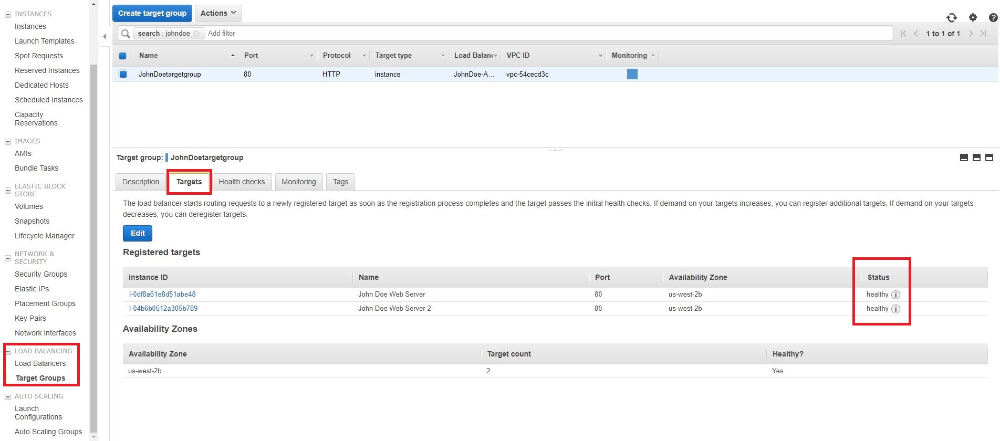 INSTANCES
Instances
Launch Templates
Spot Requests
Reserved Instances
Dedicated Hosts
Scheduled Instances
Capacity
Reservations
IMAGES
AMIs
Bundle Tasks
ELASTIC BLOCK
STORE
Volumes
Snapshots
Lifecycle Manager
NETWORK &
SECURITY
Security Groups
Elastic IPs
Placement Groups
Key Pairs
Network Interfaces
LOAD BALANCING
Load Balancers
Target Groups
AUTO SCALING
Launch
Configurations
Auto Scaling Groups
Create target group Actions
search : johndoe Add filter 1 to 1 of 1
Name Port Protocol Target type Load Balan VPC ID Monitoring
JohnDoetargetgroup 80 HTTP instance JohnDoe-A... vpc-54cecd3c
Target group: JohnDoetargetgroup
Description Targets Health checks Monitoring Tags
The load balancer starts routing requests to a newly registered target as soon as the registration process completes and the target passes the initial health checks. If demand on your targets increases, you can register additional targets. If demand on your targets
decreases, you can deregister targets.
Edit
Registered targets
Instance ID Name Port Availability Zone Status
i-0df8a61e8d51abe48 John Doe Web Server 80 us-west-2b healthy i
i-04b6b0512a305b789 John Doe Web Server 2 80 us-west-2b healthy i
Availability Zones
Availability Zone Target count Healthy?
us-west-2b 2 Yes